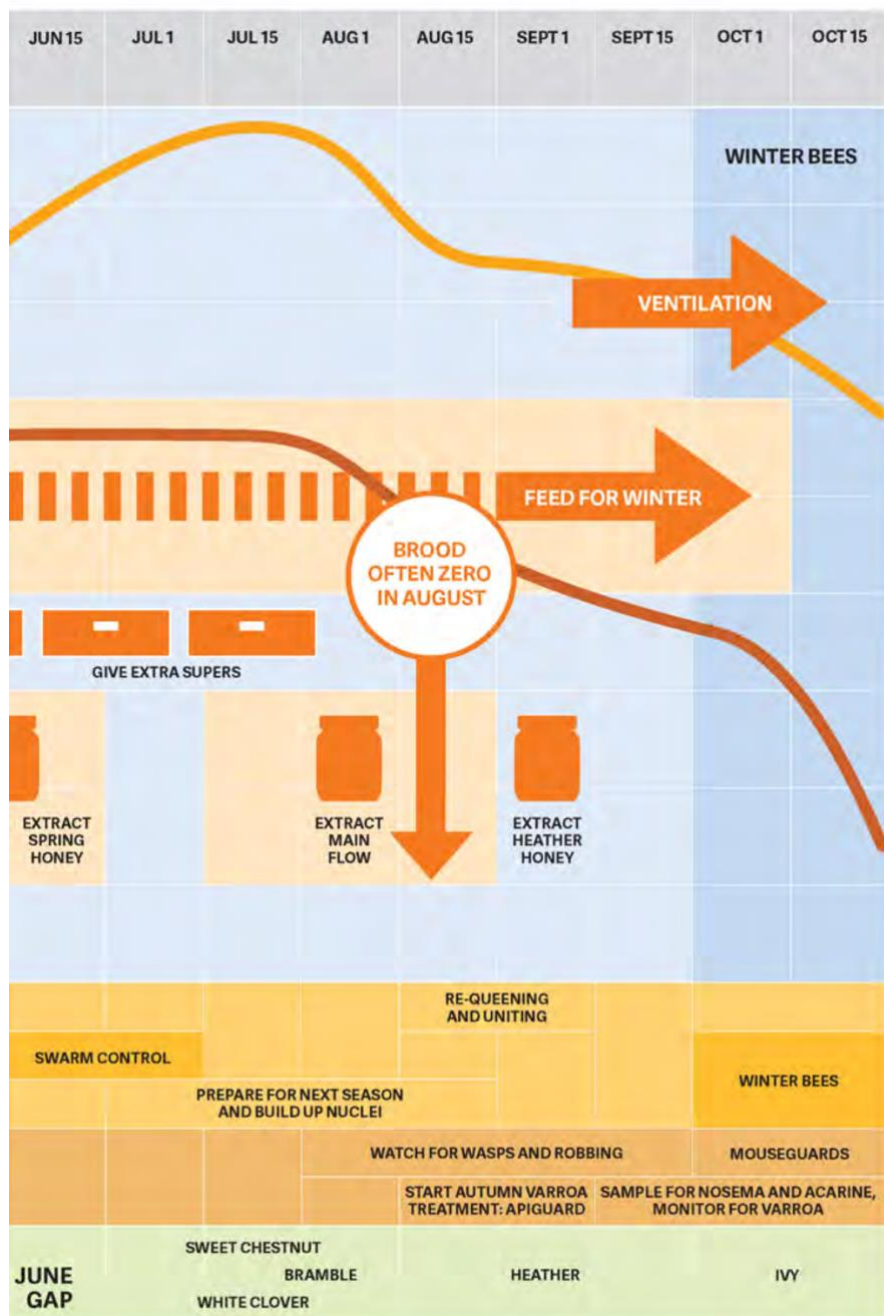 JUN 15 JUL 1 JUL 15 AUG 1 AUG 15 SEPT 1 SEPT 15 OCT 1 OCT 15
WINTER BEES
VENTILATION
FEED FOR WINTER
BROOD
OFTEN ZERO
IN AUGUST
GIVE EXTRA SUPERS
EXTRACT
SPRING
HONEY
EXTRACT
MAIN
FLOW
EXTRACT
HEATHER
HONEY
RE-QUEENING
AND UNITING
SWARM CONTROL
WINTER BEES
PREPARE FOR NEXT SEASON
AND BUILD UP NUCLEI
WATCH FOR WASPS AND ROBBING
MOUSEGUARDS
START AUTUMN VARROA
TREATMENT: APIGUARD
SAMPLE FOR NOSEMA AND ACARINE,
MONITOR FOR VARROA
JUNE
GAP
SWEET CHESTNUT
BRAMBLE
WHITE CLOVER
HEATHER
IVY